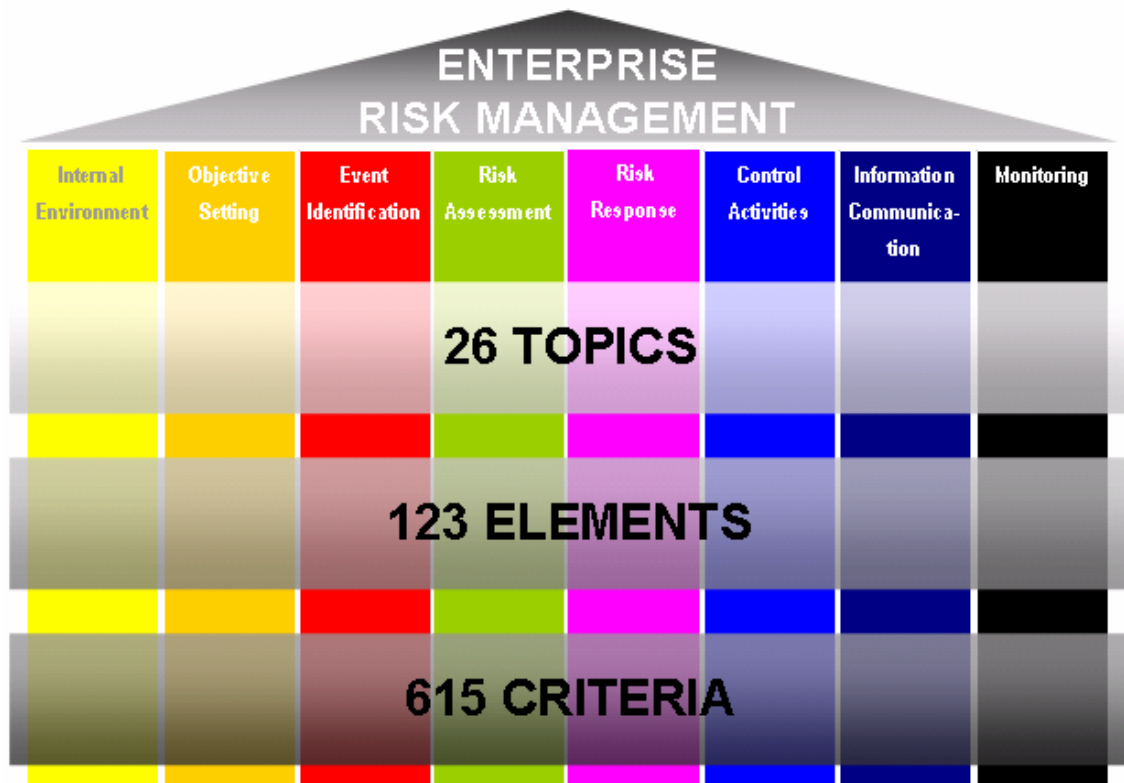 ENTERPRISE
RISK MANAGEMENT
Internal
Environment
Objective
Setting
Event
Identification
Risk
Assessment
Risk
Response
Control
Activities
Information
Communica-
tion
Monitoring
26 TOPICS
123 ELEMENTS
615 CRITERIA